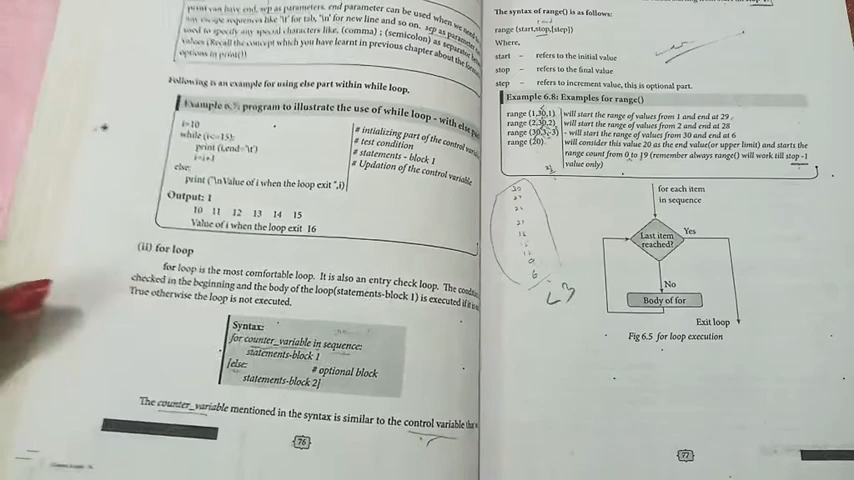 print can have end, sep as parameters. end parameter can be used when we need
any escape sequences like '\t' for tab, '\n' for new line and so on. sep as parameter
used to specify any special characters like, (comma) ; (semicolon) as separator
values (Recall the concept which you have learnt in previous chapter about the
options in print())
Following is an example for using else part within while loop.
Example 6.7: program to illustrate the use of while loop - with else part
i=10 # intializing part of the control
while (i<=15): # test condition
print (i,end='\t') # statements - block 1
i=i+1 # Updation of the control variable
else:
print ("\nValue of i when the loop exit ",i)
Output: 1
10 11 12 13 14 15
Value of i when the loop exit 16
(ii) for loop
for loop is the most comfortable loop. It is also an entry check loop. The
checked in the beginning and the body of the loop(statements-block 1) is executed if it
True otherwise the loop is not executed.
Syntax:
for counter_variable in sequence:
statements-block 1
[else: # optional block
statements-block 2]
The counter_variable mentioned in the syntax is similar to the control variable
76
The syntax of range() is as follows:
range (start,stop,[step])
Where,
start – refers to the initial value
stop – refers to the final value
step – refers to increment value, this is optional part.
Example 6.8: Examples for range()
range (1,30,1) will start the range of values from 1 and end at 29
range (2,30,2) will start the range of values from 2 and end at 28
range (30,3,-3) - will start the range of values from 30 and end at 6
range (20) will consider this value 20 as the end value(or upper limit) and starts the
range count from 0 to 19 (remember always range() will work till stop -1
value only)
for each item
in sequence
Last item
reached?
Yes
No
Body of for
Exit loop
Fig 6.5 for loop execution
77